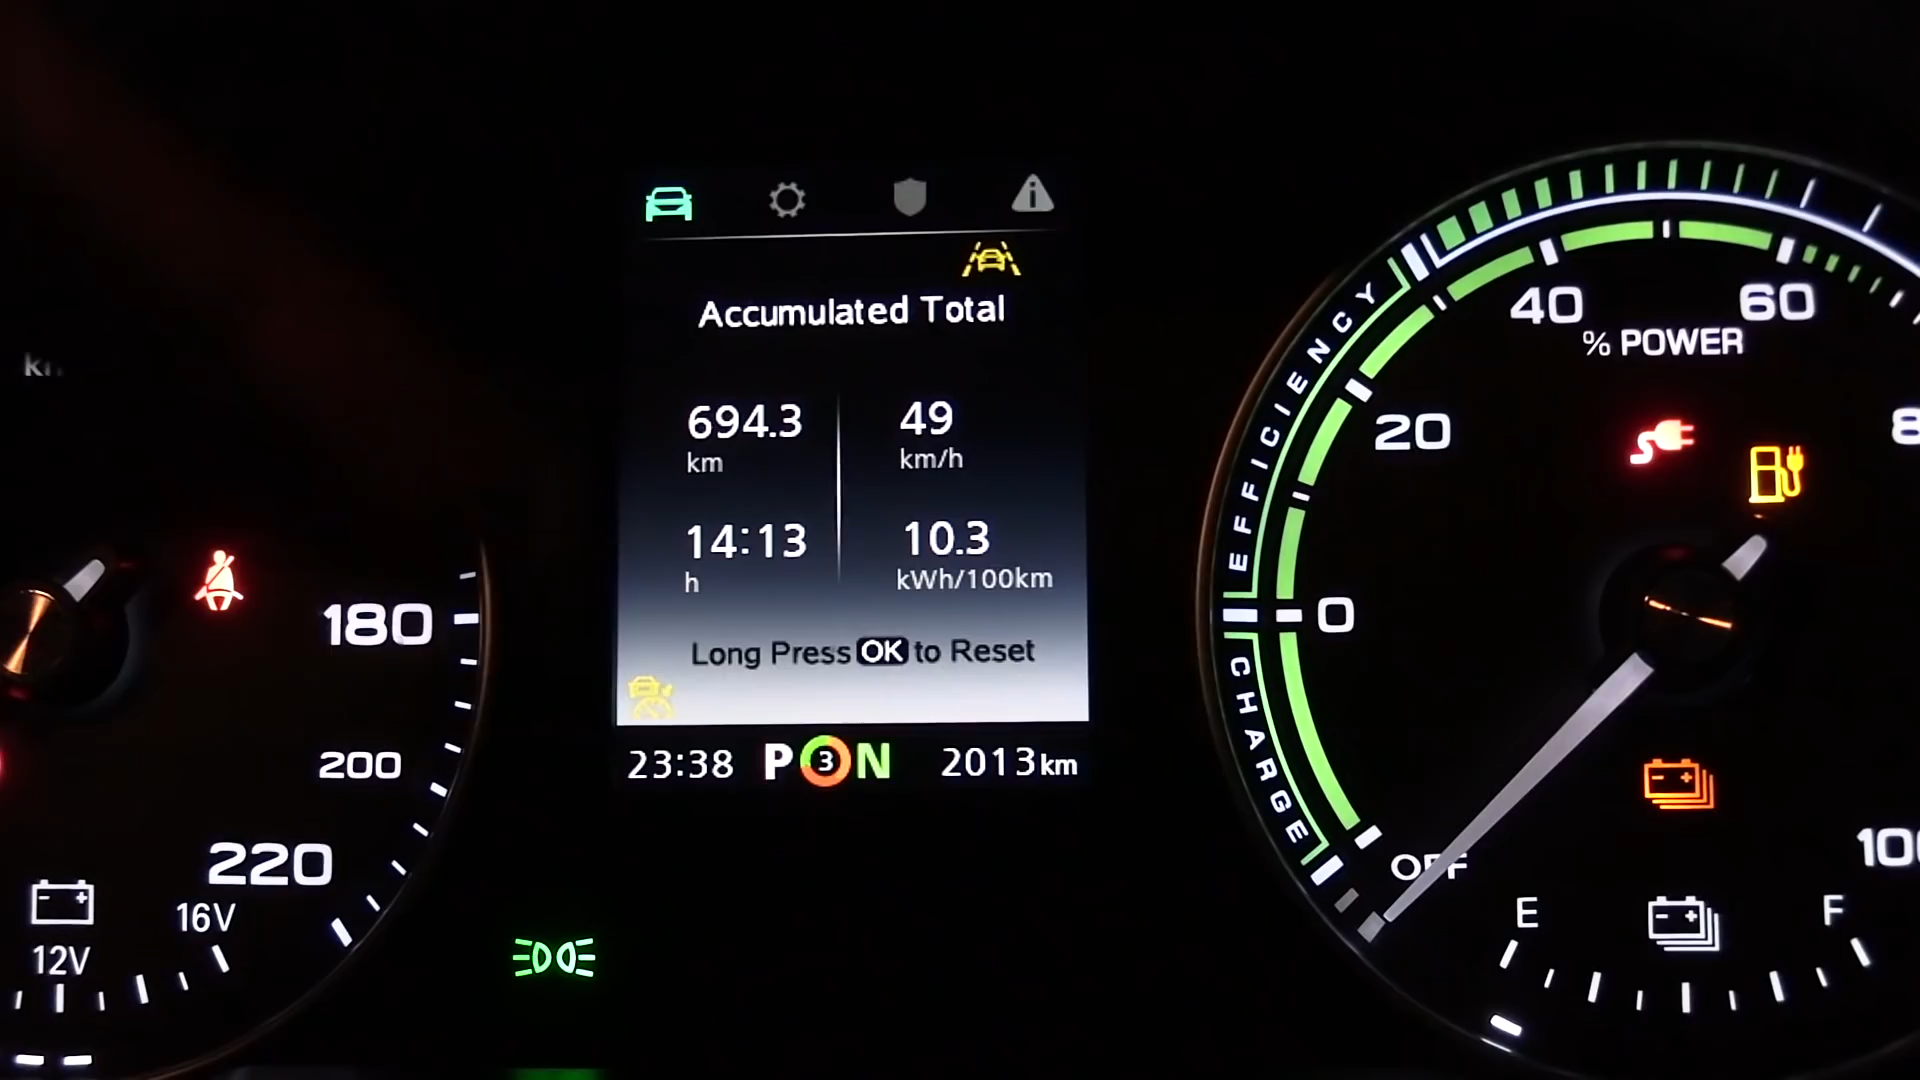 Accumulated Total
694.3
km
49
km/h
14:13
h
10.3
kWh/100km
Long Press OK to Reset
23:38 P 3 N 2013km
180
200
220
16V
12V
EFFICIENCY
CHARGE
0
20
40
60
100
% POWER
OFF
E
F